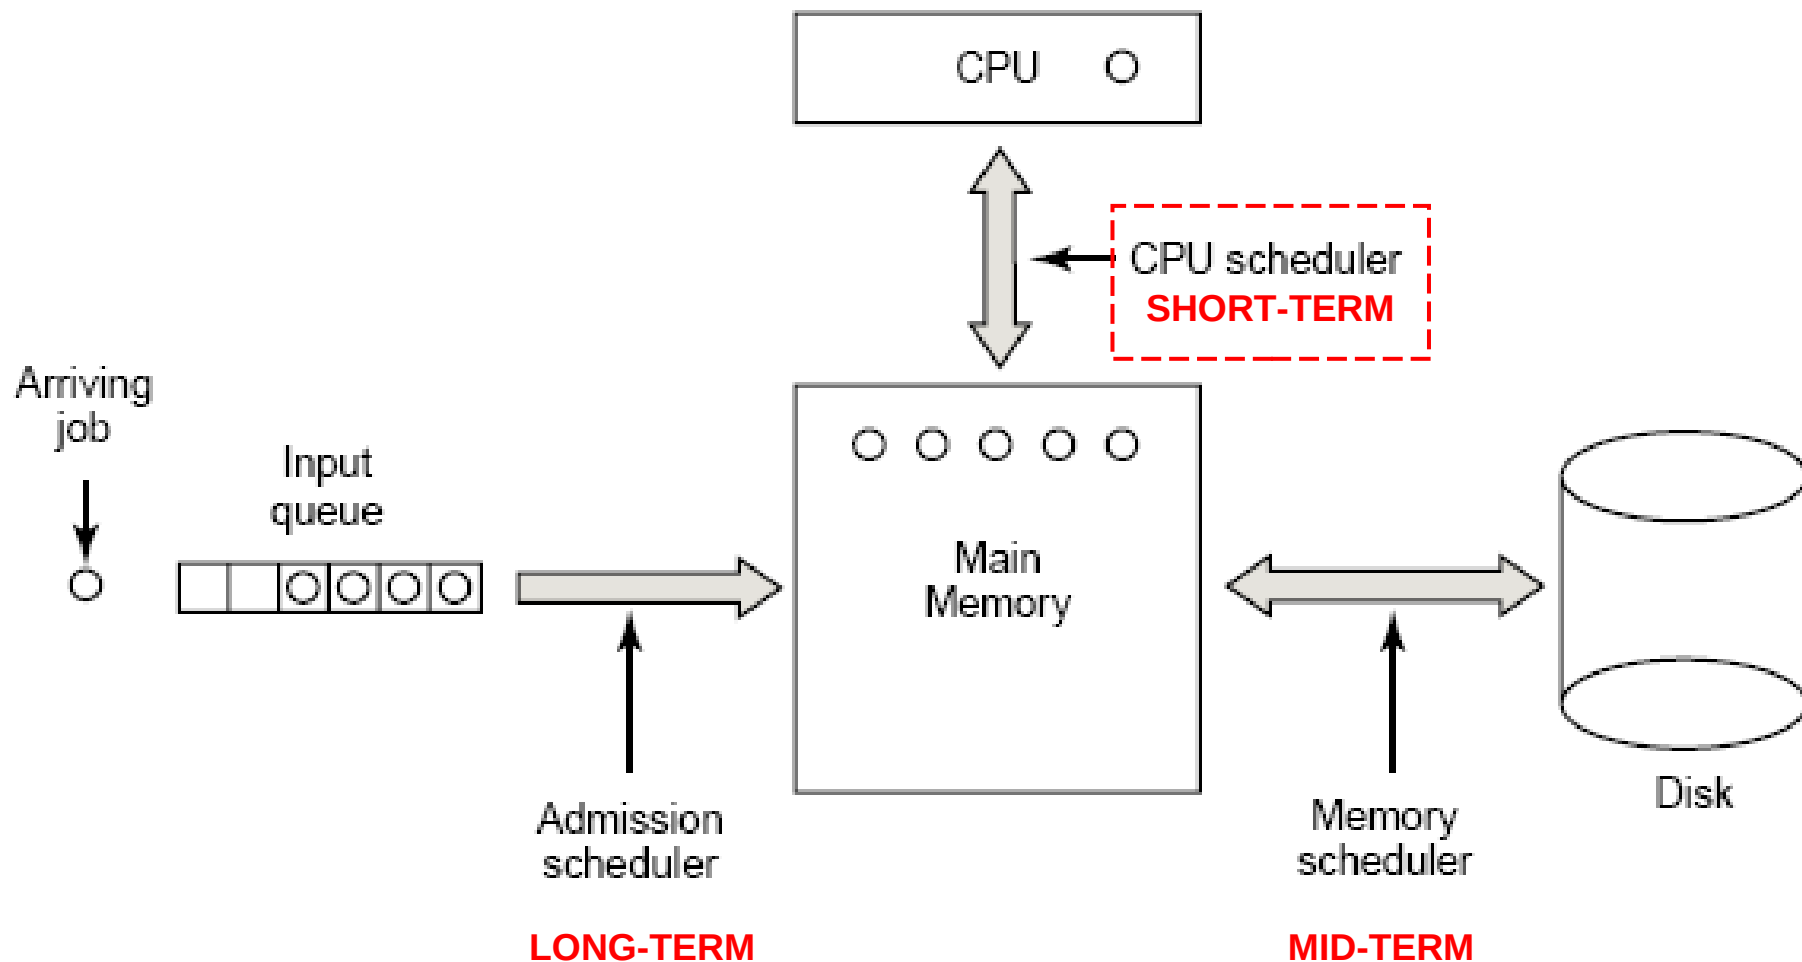 CPU
CPU scheduler
SHORT-TERM
Arriving
job
Input
queue
Main
Memory
Admission
scheduler
LONG-TERM
Memory
scheduler
MID-TERM
Disk